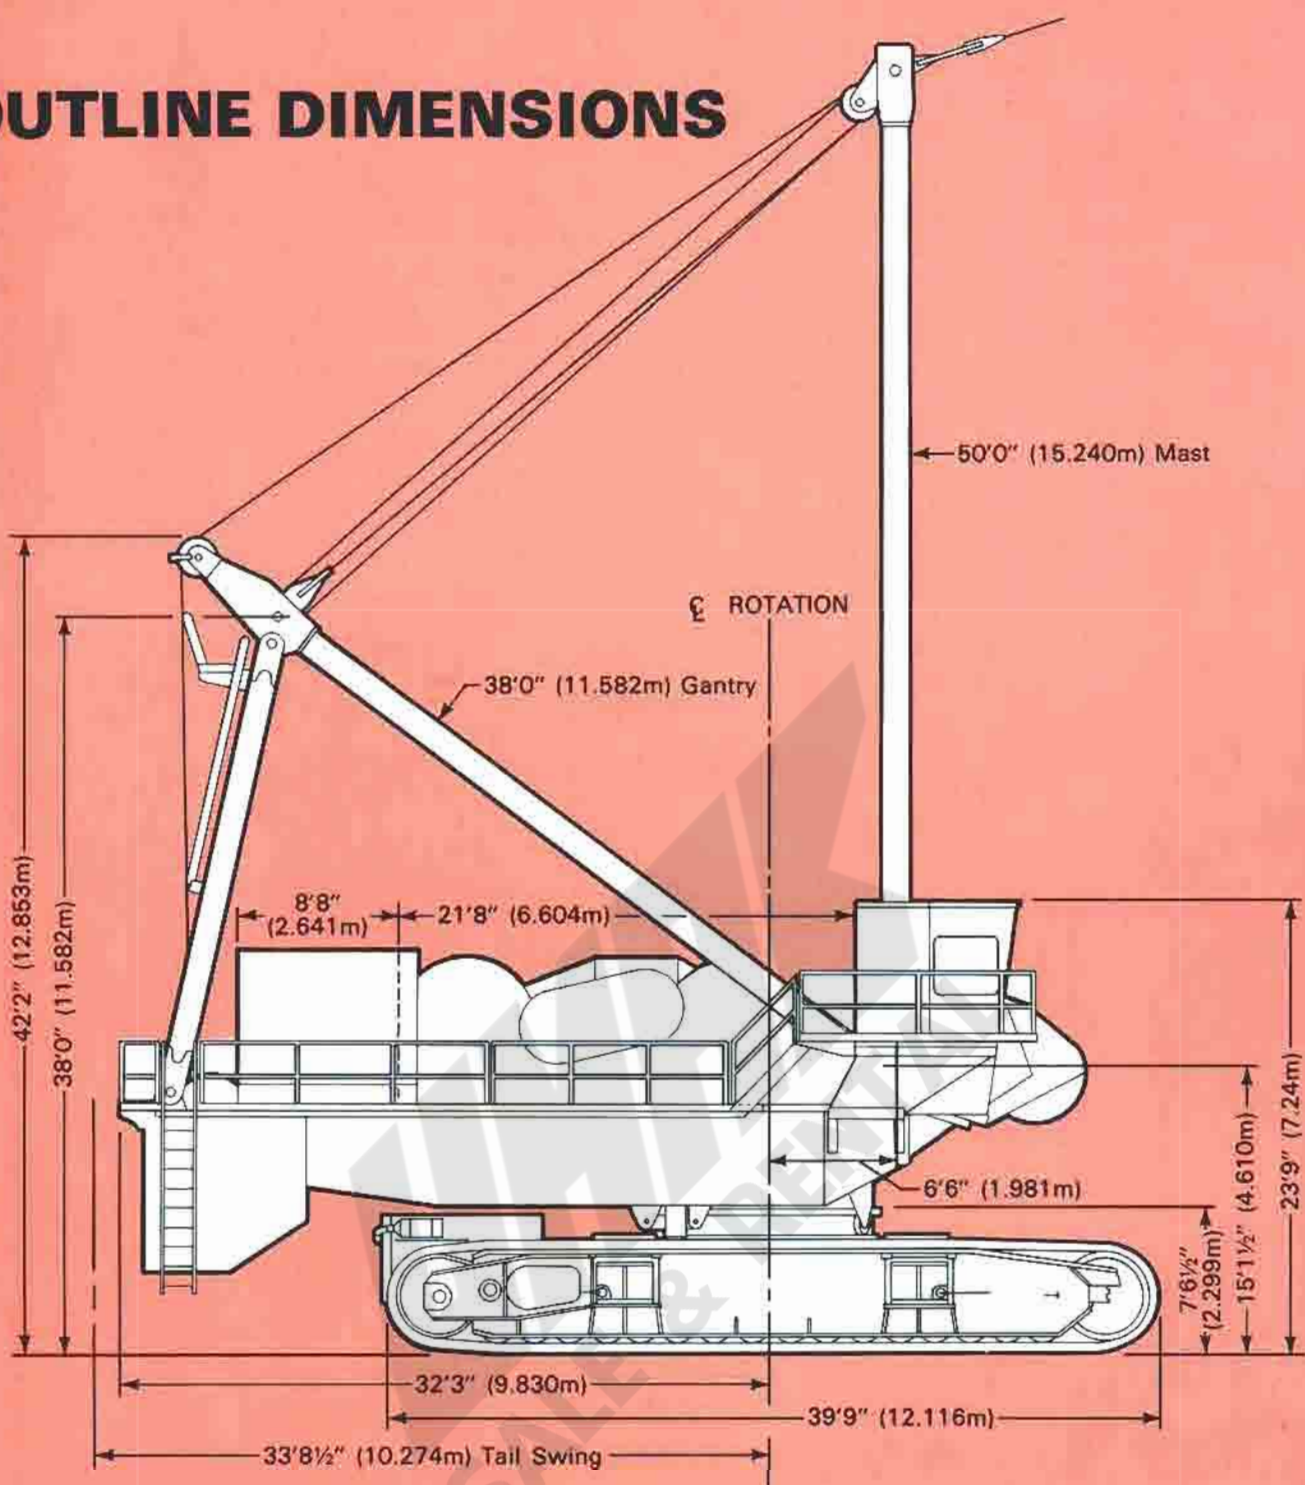 OUTLINE DIMENSIONS
50'0" (15.240m) Mast
℄ ROTATION
38'0" (11.582m) Gantry
42'2" (12.853m)
38'0" (11.582m)
8'8"
(2.641m)
21'8" (6.604m)
6'6" (1.981m)
7'6½"
(2.299m)
15'1½" (4.610m)
23'9" (7.24m)
32'3" (9.830m)
39'9" (12.116m)
33'8½" (10.274m) Tail Swing
SALE & RENTAL